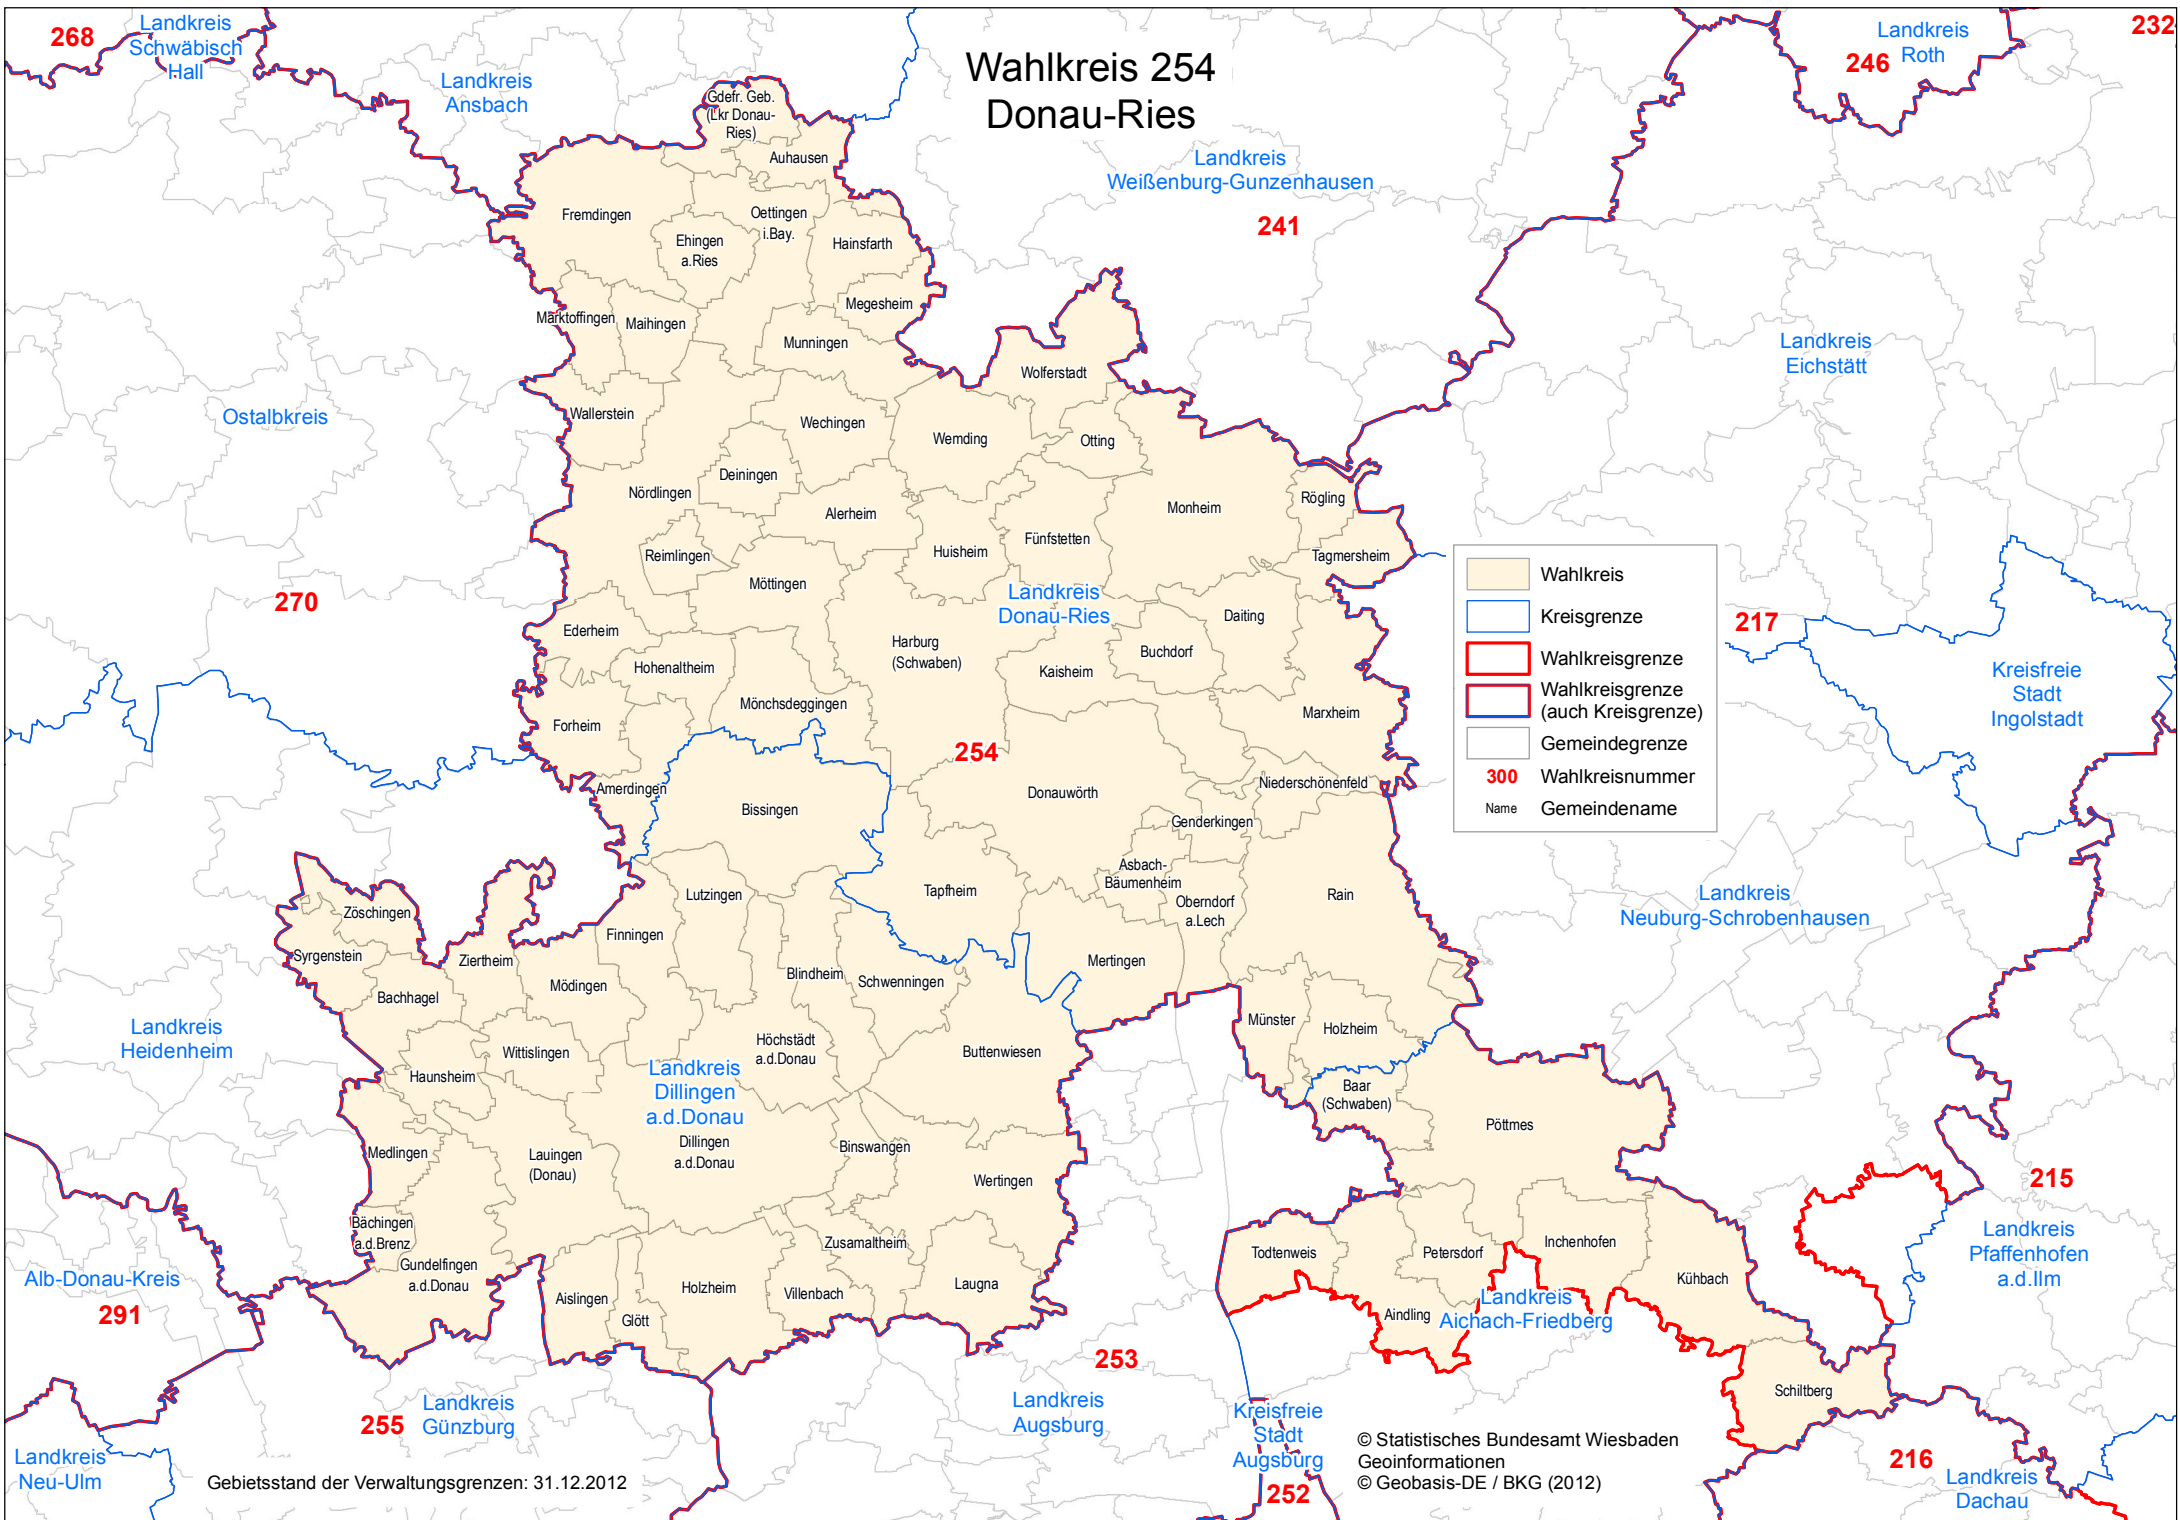 Wahlkreis 254
Donau-Ries
268
Landkreis
Schwäbisch
Hall
Landkreis
Ansbach
Landkreis
Roth
246
232
Landkreis
Weißenburg-Gunzenhausen
241
Gdefr. Geb.
(Lkr Donau-
Ries)
Auhausen
Fremdingen
Oettingen
i.Bay.
Ehingen
a.Ries
Hainsfarth
Megesheim
Marktoffingen
Maihingen
Munningen
Wolferstadt
Landkreis
Eichstätt
Ostalbkreis
Wallerstein
Wechingen
Wemding
Otting
Deiningen
Nördlingen
Alerheim
Monheim
Rögling
Reimlingen
Huisheim
Fünfstetten
Tagmersheim
Möttingen
270
Landkreis
Donau-Ries
Ederheim
Harburg
(Schwaben)
Daiting
Buchdorf
Hohenaltheim
Kaisheim
Mönchsdeggingen
Forheim
Marxheim
254
Amerdingen
Bissingen
Donauwörth
Niederschönenfeld
Genderkingen
Asbach-
Bäumenheim
Tapfheim
Oberndorf
a.Lech
Rain
Lutzingen
Wahlkreis
Kreisgrenze
Wahlkreisgrenze
Wahlkreisgrenze
(auch Kreisgrenze)
Gemeindegrenze
300 Wahlkreisnummer
Name Gemeindename
217
Kreisfreie
Stadt
Ingolstadt
Landkreis
Neuburg-Schrobenhausen
Zöschingen
Syrgenstein
Ziertheim
Finningen
Bachhagel
Mödingen
Blindheim
Schwenningen
Mertingen
Landkreis
Heidenheim
Münster
Holzheim
Wittislingen
Höchstädt
a.d.Donau
Buttenwiesen
Haunsheim
Landkreis
Dillingen
a.d.Donau
Baar
(Schwaben)
Pöttmes
Medlingen
Lauingen
(Donau)
Dillingen
a.d.Donau
Binswangen
Wertingen
215
Bächingen
a.d.Brenz
Gundelfingen
a.d.Donau
Zusamaltheim
Todtenweis
Petersdorf
Inchenhofen
Kühbach
Landkreis
Pfaffenhofen
a.d.Ilm
Alb-Donau-Kreis
291
Aislingen
Glött
Holzheim
Villenbach
Laugna
Aindling
Landkreis
Aichach-Friedberg
253
Schiltberg
255
Landkreis
Günzburg
Landkreis
Augsburg
Kreisfreie
Stadt
Augsburg
252
Landkreis
Neu-Ulm
216
Landkreis
Dachau
Gebietsstand der Verwaltungsgrenzen: 31.12.2012
© Statistisches Bundesamt Wiesbaden
Geoinformationen
© Geobasis-DE / BKG (2012)